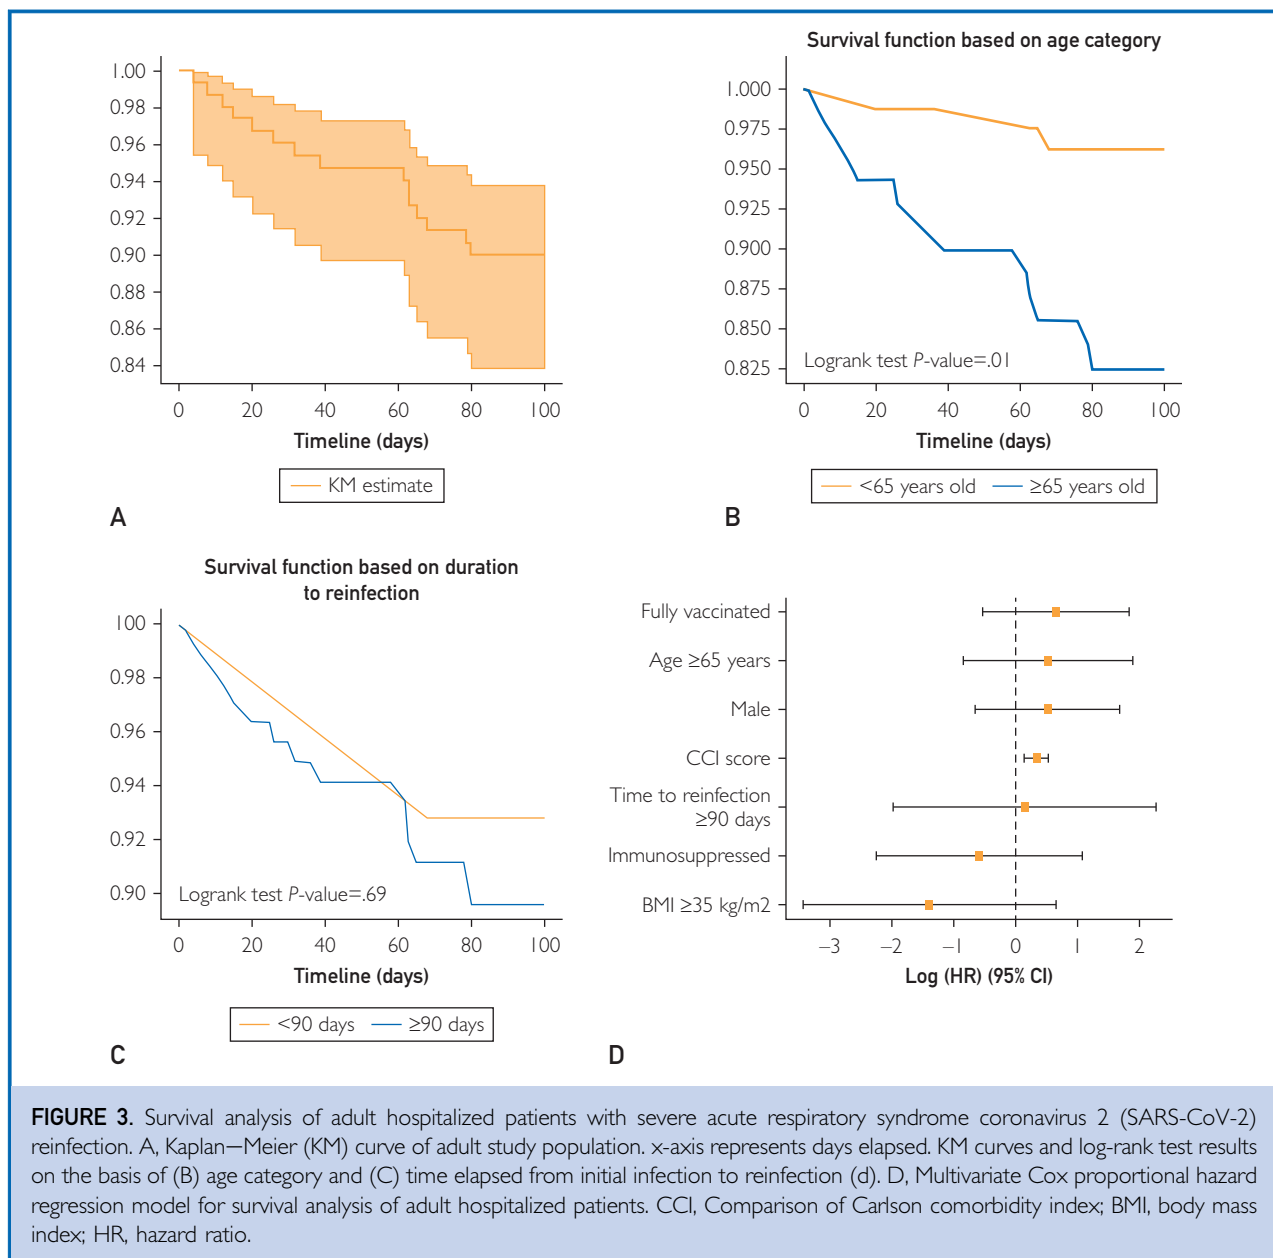 1.00
0.98
0.96
0.94
0.92
0.90
0.88
0.86
0.84
0 20 40 60 80 100
Timeline (days)
KM estimate
A
Survival function based on age category
1.000
0.975
0.950
0.925
0.900
0.875
0.850
0.825
Logrank test P-value=.01
0 20 40 60 80 100
Timeline (days)
<65 years old ≥65 years old
B
Survival function based on duration
to reinfection
100
0.98
0.96
0.94
0.92
0.90
Logrank test P-value=.69
0 20 40 60 80 100
Timeline (days)
<90 days ≥90 days
C
Fully vaccinated
Age ≥65 years
Male
CCI score
Time to reinfection
≥90 days
Immunosuppressed
BMI ≥35 kg/m2
−3 −2 −1 0 1 2
Log (HR) (95% CI)
D
FIGURE 3. Survival analysis of adult hospitalized patients with severe acute respiratory syndrome coronavirus 2 (SARS-CoV-2)
reinfection. A, Kaplan—Meier (KM) curve of adult study population. x-axis represents days elapsed. KM curves and log-rank test results
on the basis of (B) age category and (C) time elapsed from initial infection to reinfection (d). D, Multivariate Cox proportional hazard
regression model for survival analysis of adult hospitalized patients. CCI, Comparison of Carlson comorbidity index; BMI, body mass
index; HR, hazard ratio.